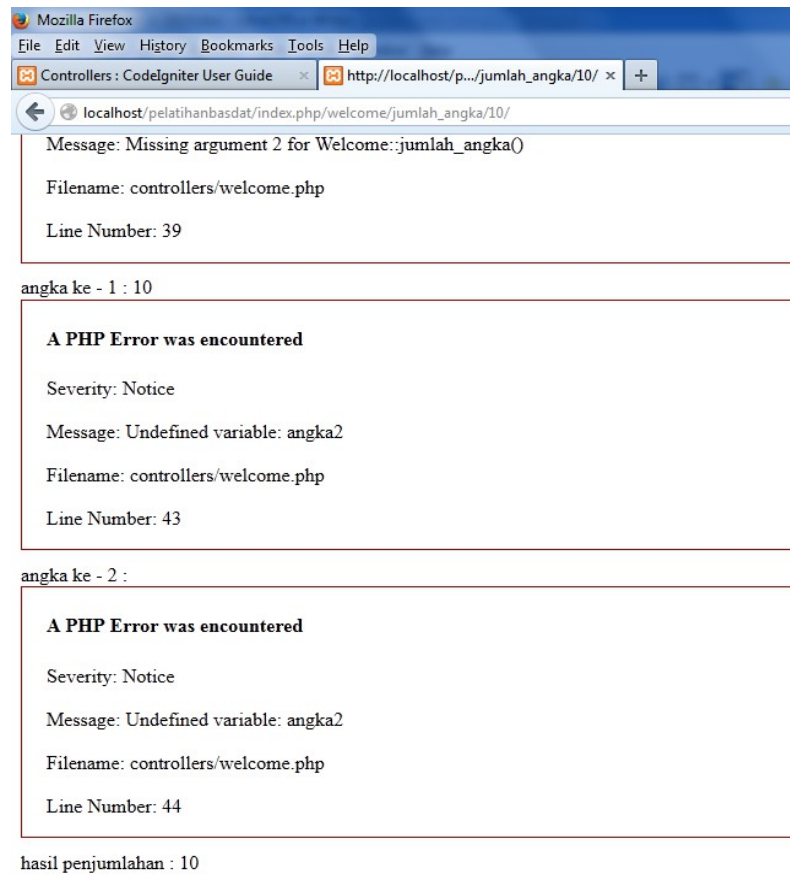 Mozilla Firefox
File Edit View History Bookmarks Tools Help
Controllers : CodeIgniter User Guide × http://localhost/p.../jumlah_angka/10/ × +
localhost/pelatihanbasdat/index.php/welcome/jumlah_angka/10/
Message: Missing argument 2 for Welcome::jumlah_angka()
Filename: controllers/welcome.php
Line Number: 39
angka ke - 1 : 10
A PHP Error was encountered
Severity: Notice
Message: Undefined variable: angka2
Filename: controllers/welcome.php
Line Number: 43
angka ke - 2 :
A PHP Error was encountered
Severity: Notice
Message: Undefined variable: angka2
Filename: controllers/welcome.php
Line Number: 44
hasil penjumlahan : 10